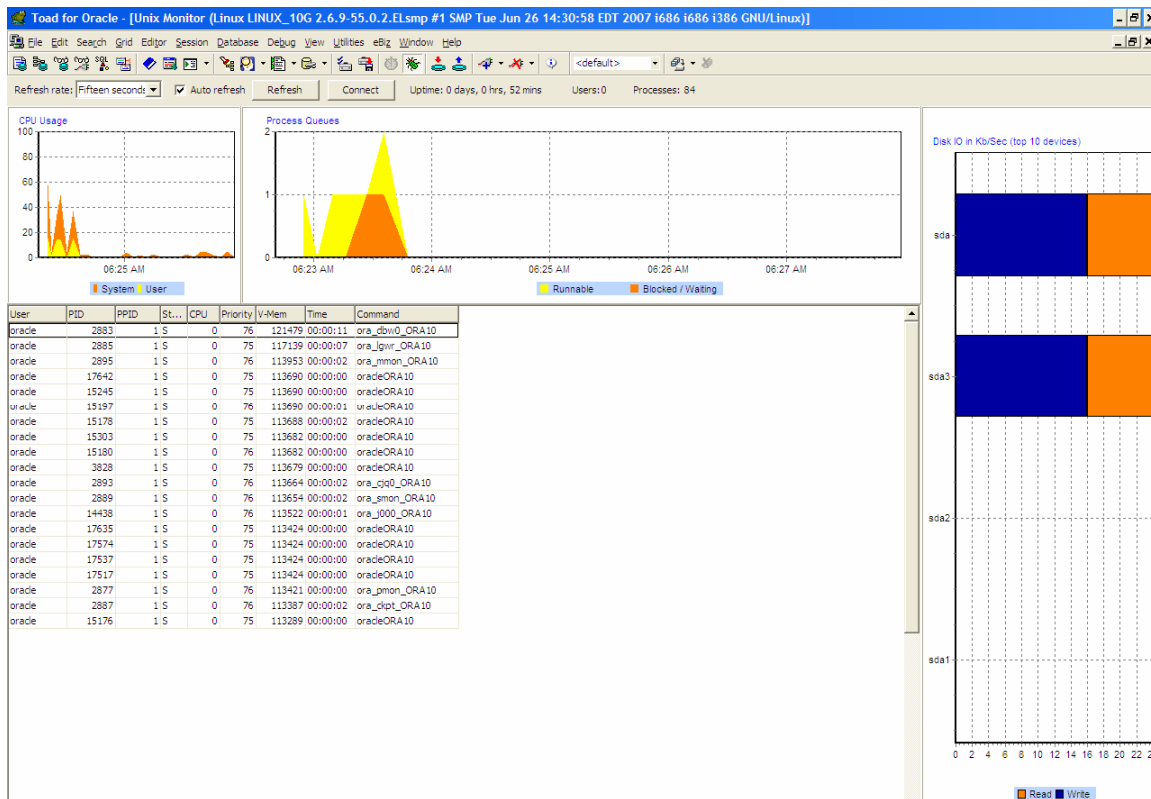 Toad for Oracle - [Unix Monitor (Linux LINUX_10G 2.6.9-55.0.2.ELsmp #1 SMP Tue Jun 26 14:30:58 EDT 2007 i686 i686 i386 GNU/Linux)]
File Edit Search Grid Editor Session Database Debug View Utilities eBiz Window Help
SQL <default>
Refresh rate: Fifteen seconds Auto refresh Refresh Connect Uptime: 0 days, 0 hrs, 52 mins Users:0 Processes: 84
CPU Usage
100
80
60
40
20
0
06:25 AM
System User
Process Queues
2
1
0
06:23 AM 06:24 AM 06:25 AM 06:26 AM 06:27 AM
Runnable Blocked / Waiting
Disk IO in Kb/Sec (top 10 devices)
sda
sda3
sda2
sda1
0 2 4 6 8 10 12 14 16 18 20 22
Read Write
User PID PPID St... CPU Priority V-Mem Time Command
oracle 2883 1 S 0 76 121479 00:00:11 ora_dbw0_ORA10
oracle 2885 1 S 0 75 117139 00:00:07 ora_lgwr_ORA10
oracle 2895 1 S 0 76 113953 00:00:02 ora_mmon_ORA10
oracle 17642 1 S 0 75 113690 00:00:00 oracleORA10
oracle 15245 1 S 0 75 113690 00:00:00 oracleORA10
oracle 15197 1 S 0 76 113690 00:00:01 oracleORA10
oracle 15178 1 S 0 75 113688 00:00:02 oracleORA10
oracle 15303 1 S 0 75 113682 00:00:00 oracleORA10
oracle 15180 1 S 0 76 113682 00:00:00 oracleORA10
oracle 3828 1 S 0 75 113679 00:00:00 oracleORA10
oracle 2893 1 S 0 76 113664 00:00:02 ora_cjq0_ORA10
oracle 2889 1 S 0 76 113654 00:00:02 ora_smon_ORA10
oracle 14438 1 S 0 76 113522 00:00:01 ora_j000_ORA10
oracle 17635 1 S 0 75 113424 00:00:00 oracleORA10
oracle 17574 1 S 0 75 113424 00:00:00 oracleORA10
oracle 17537 1 S 0 75 113424 00:00:00 oracleORA10
oracle 17517 1 S 0 75 113424 00:00:00 oracleORA10
oracle 2877 1 S 0 76 113421 00:00:00 ora_pmon_ORA10
oracle 2887 1 S 0 76 113387 00:00:02 ora_ckpt_ORA10
oracle 15176 1 S 0 75 113289 00:00:00 oracleORA10